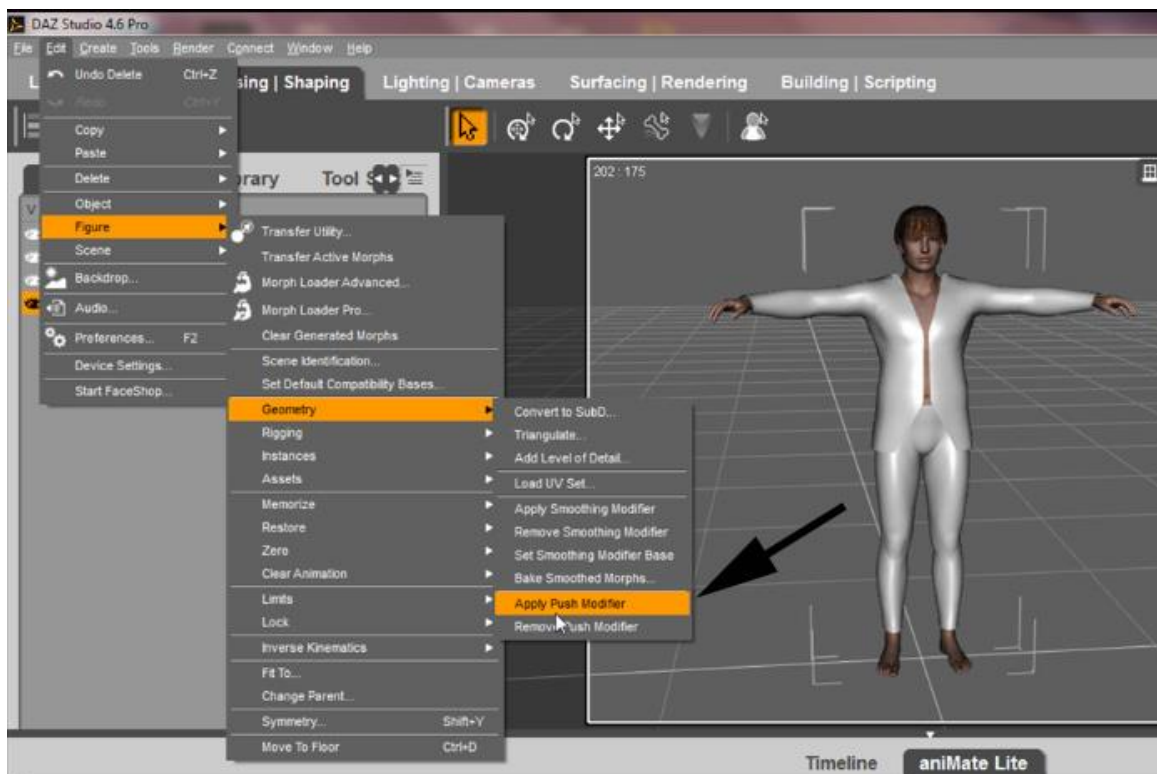 DAZ Studio 4.6 Pro
File Edit Create Tools Render Connect Window Help
Undo Delete Ctrl+Z
Redo Ctrl+Y
Copy
Paste
Delete
Object
Figure
Scene
Backdrop...
Audio...
Preferences... F2
Device Settings...
Start FaceShop...
sing | Shaping Lighting | Cameras Surfacing | Rendering Building | Scripting
rary Tool S
V
Transfer Utility...
Transfer Active Morphs
Morph Loader Advanced...
Morph Loader Pro...
Clear Generated Morphs
Scene Identification...
Set Default Compatibility Bases...
Geometry
Rigging
Instances
Assets
Memorize
Restore
Zero
Clear Animation
Limits
Lock
Inverse Kinematics
Fit To...
Change Parent...
Symmetry... Shift+Y
Move To Floor Ctrl+D
Convert to SubD...
Triangulate...
Add Level of Detail...
Load UV Set...
Apply Smoothing Modifier
Remove Smoothing Modifier
Set Smoothing Modifier Base
Bake Smoothed Morphs...
Apply Push Modifier
Remove Push Modifier
202 : 175
Timeline aniMate Lite